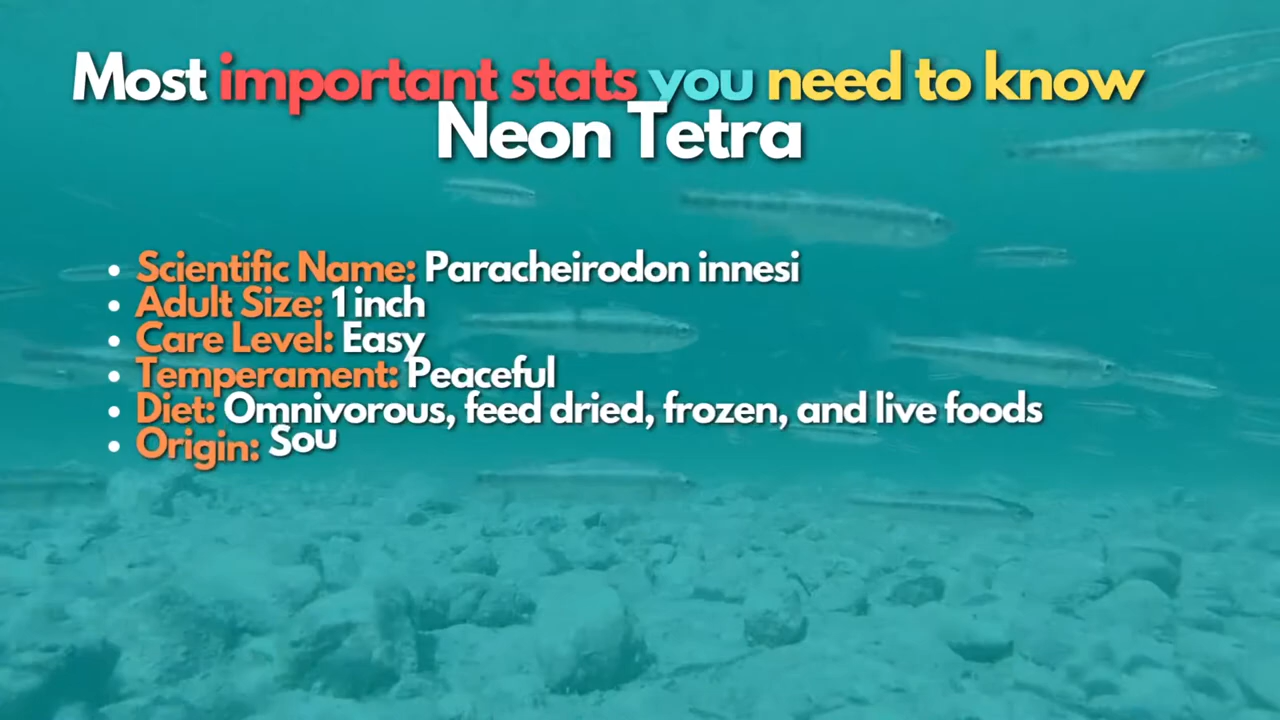 Most important stats you need to know
Neon Tetra
• Scientific Name: Paracheirodon innesi
• Adult Size: 1 inch
• Care Level: Easy
• Temperament: Peaceful
• Diet: Omnivorous, feed dried, frozen, and live foods
• Origin: Sou